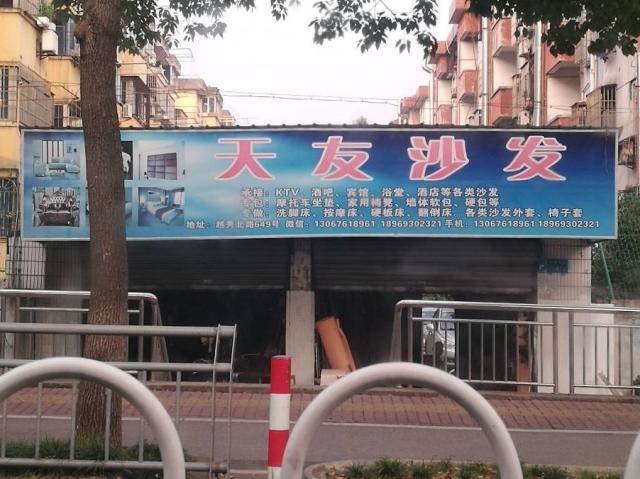 天友沙发
承接：KTV、酒吧、宾馆、浴堂、酒店等各类沙发
专包：摩托车坐垫、家用椅凳、墙体软包、硬包等
专做：洗脚床、按摩床、硬板床、翻倒床、各类沙发外套、椅子套
地址：越秀北路649号 微信：13067618961 18969302321 手机：13067618961 18969302321